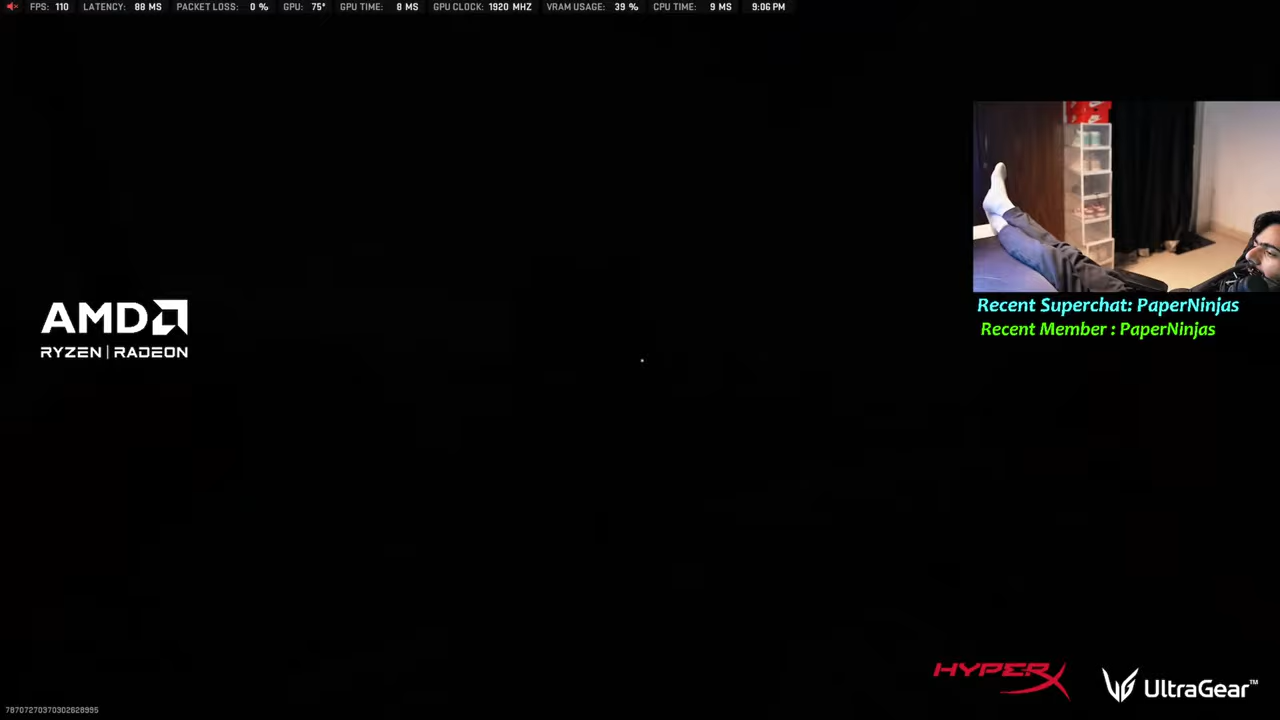 FPS: 110 LATENCY: 88 MS PACKET LOSS: 0 % GPU: 75° GPU TIME: 8 MS GPU CLOCK: 1920 MHZ VRAM USAGE: 39 % CPU TIME: 9 MS 9:06 PM
AMD
RYZEN | RADEON
Recent Superchat: PaperNinjas
Recent Member : PaperNinjas
HYPERX
UltraGear™
78707270370302628995